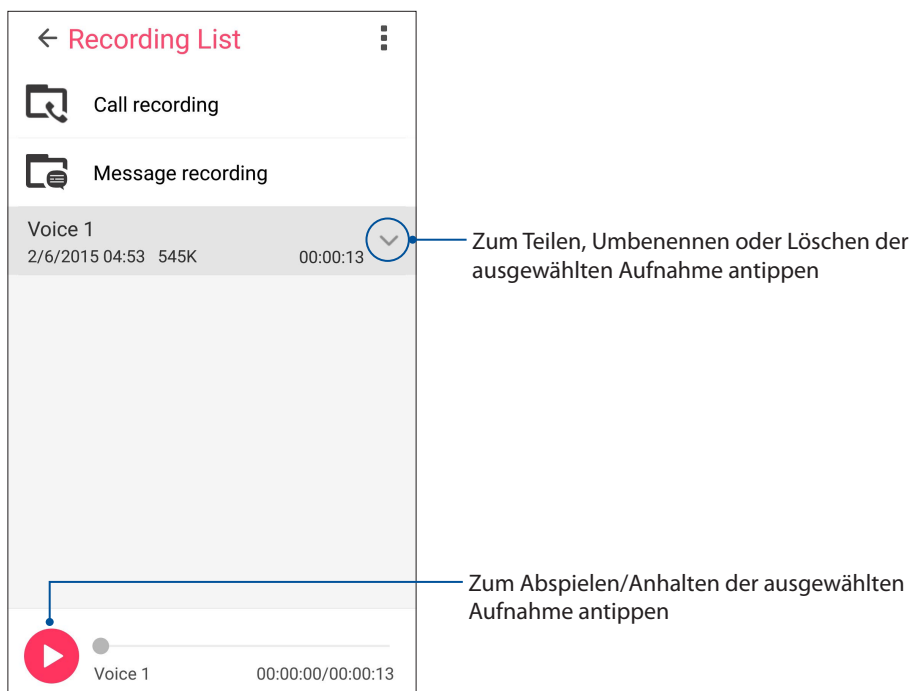 Recording List
Call recording
Message recording
Voice 1
2/6/2015 04:53 545K 00:00:13
Zum Teilen, Umbenennen oder Löschen der
ausgewählten Aufnahme antippen
Zum Abspielen/Anhalten der ausgewählten
Aufnahme antippen
Voice 1 00:00:00/00:00:13